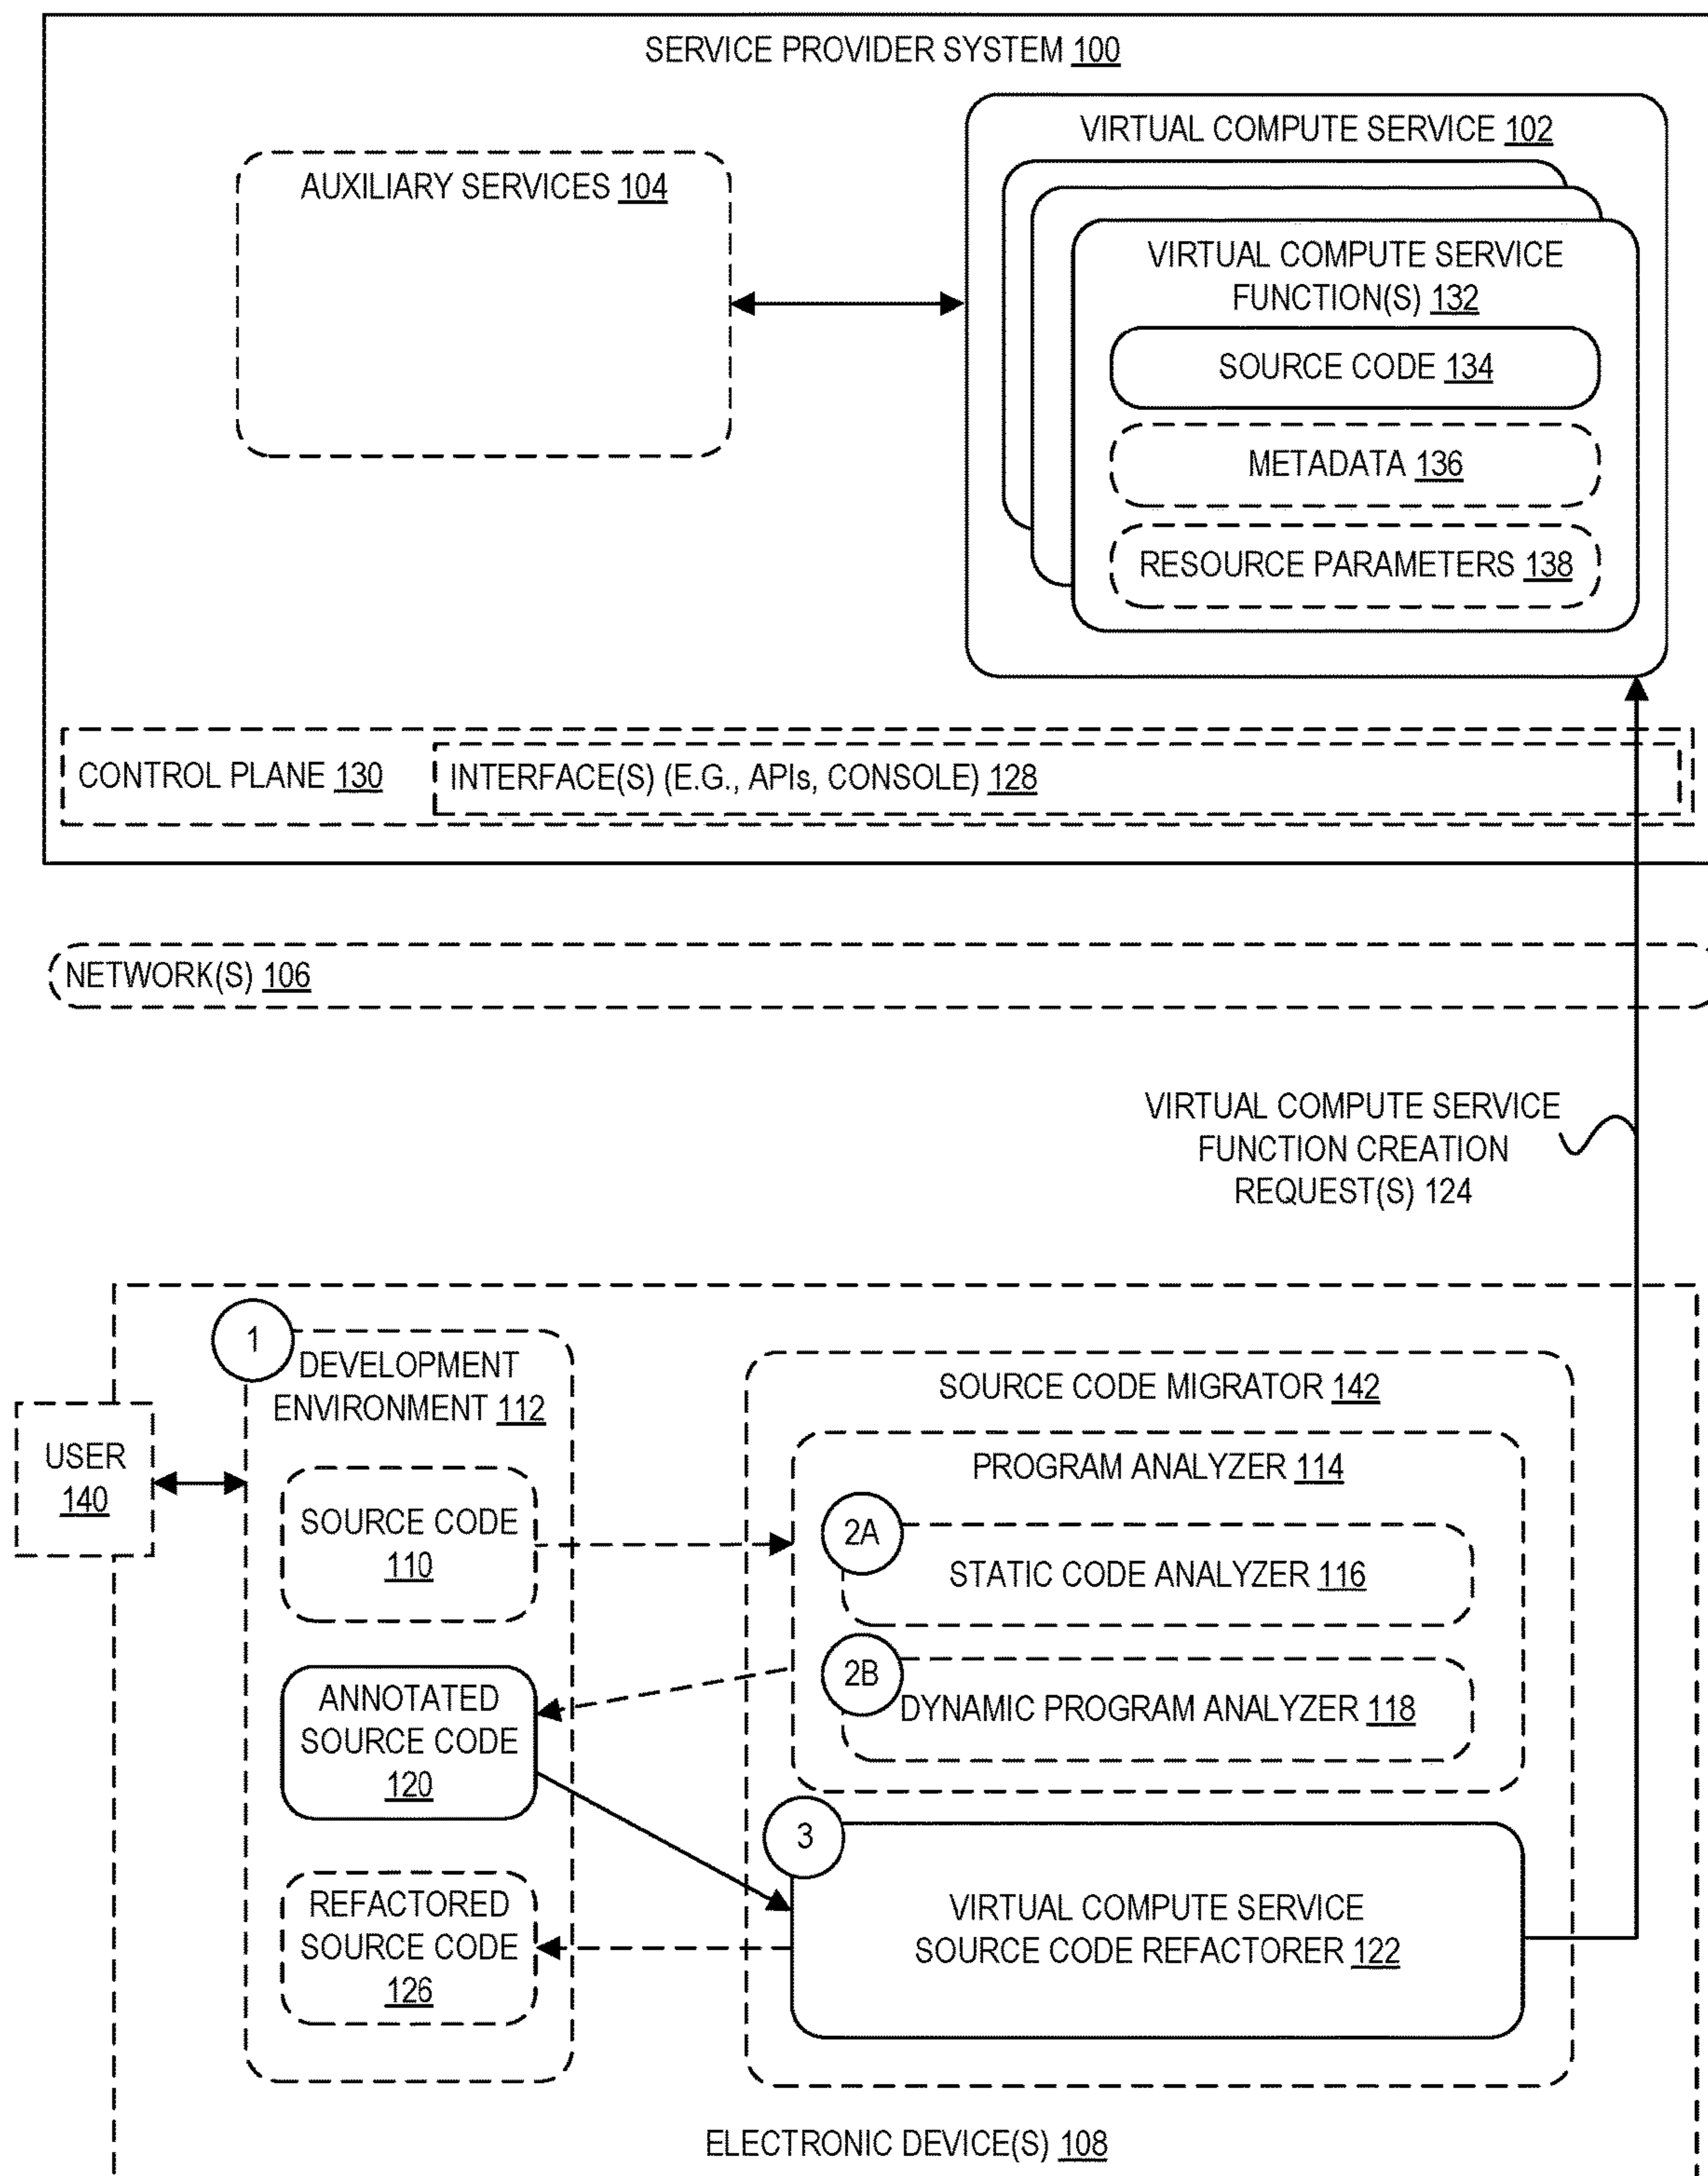 SERVICE PROVIDER SYSTEM 100
VIRTUAL COMPUTE SERVICE 102
AUXILIARY SERVICES 104
VIRTUAL COMPUTE SERVICE
FUNCTION(S) 132
SOURCE CODE 134
METADATA 136
RESOURCE PARAMETERS 138
CONTROL PLANE 130
INTERFACE(S) (E.G., APIs, CONSOLE) 128
NETWORK(S) 106
VIRTUAL COMPUTE SERVICE
FUNCTION CREATION
REQUEST(S) 124
1
DEVELOPMENT
ENVIRONMENT 112
USER
140
SOURCE CODE
110
ANNOTATED
SOURCE CODE
120
REFACTORED
SOURCE CODE
126
SOURCE CODE MIGRATOR 142
PROGRAM ANALYZER 114
2A
STATIC CODE ANALYZER 116
2B
DYNAMIC PROGRAM ANALYZER 118
3
VIRTUAL COMPUTE SERVICE
SOURCE CODE REFACTORER 122
ELECTRONIC DEVICE(S) 108